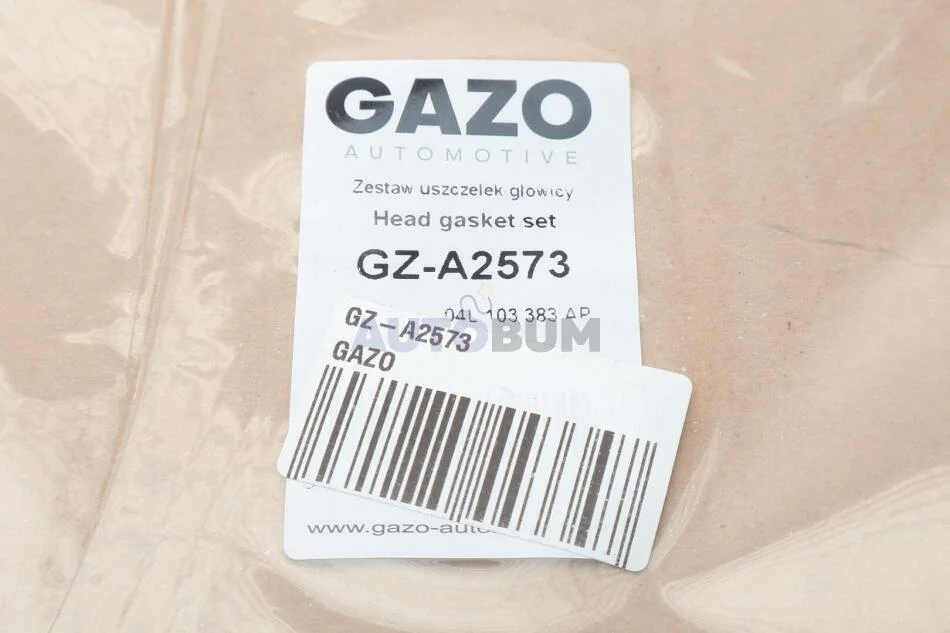 GAZO
AUTOMOTIVE
Zestaw uszczelek głowicy
Head gasket set
GZ-A2573
04L 103 383 AP
AUTOBUM
GZ-A2573
GAZO
www.gazo-auto